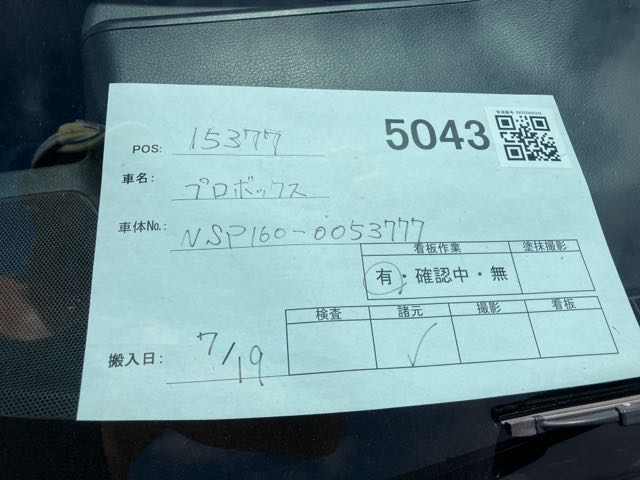 5043
POS: 15377
車名: プロボックス
車体No.: NSP160-0053777
看板作業 塗抹撮影
有・確認中・無
検査 諸元 撮影 看板
搬入日: 7/19